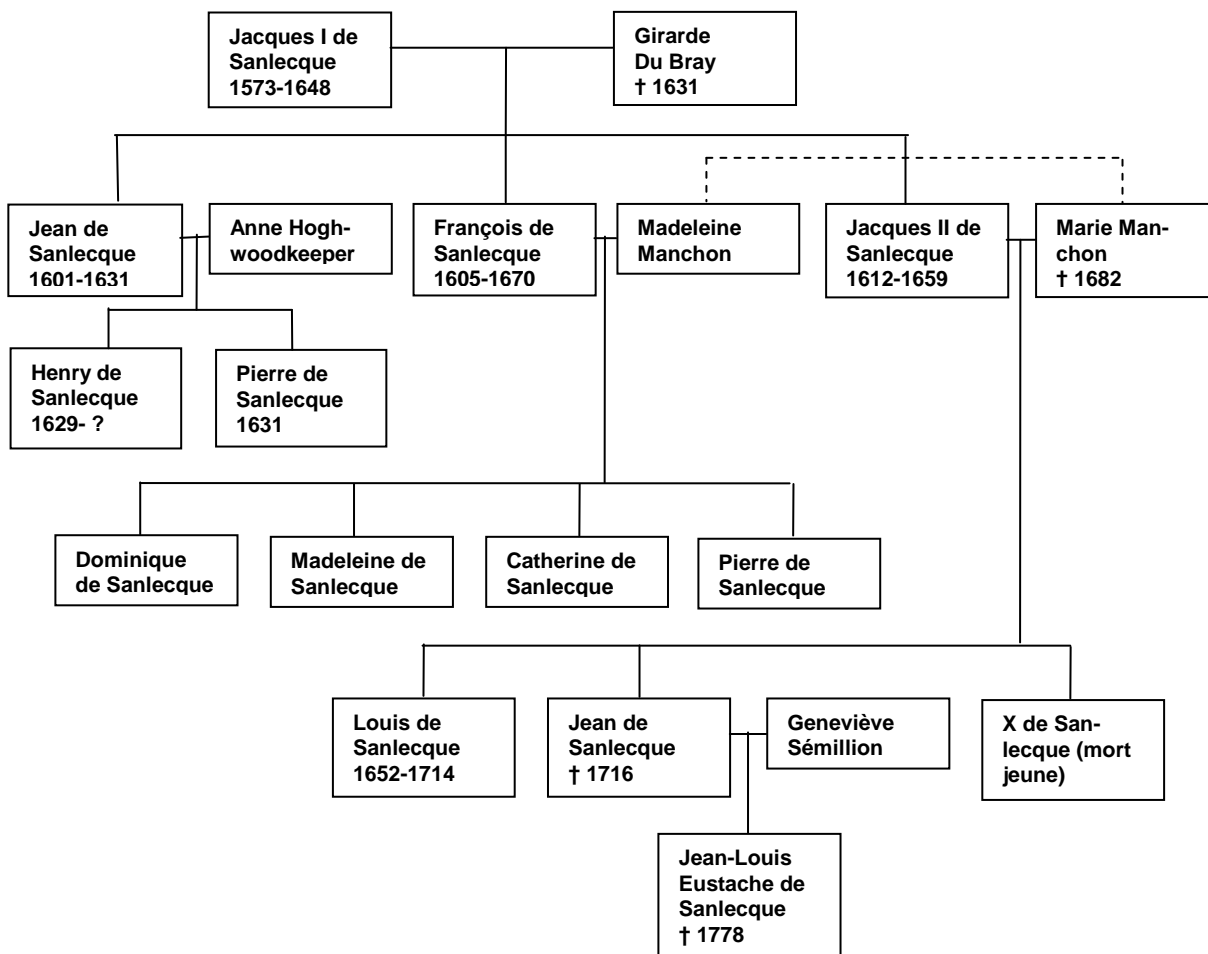 Jacques I de
Sanlecque
1573-1648
Girarde
Du Bray
† 1631
Jean de
Sanlecque
1601-1631
Anne Hogh-
woodkeeper
François de
Sanlecque
1605-1670
Madeleine
Manchon
Jacques II de
Sanlecque
1612-1659
Marie Man-
chon
† 1682
Henry de
Sanlecque
1629- ?
Pierre de
Sanlecque
1631
Dominique
de Sanlecque
Madeleine de
Sanlecque
Catherine de
Sanlecque
Pierre de
Sanlecque
Louis de
Sanlecque
1652-1714
Jean de
Sanlecque
† 1716
Geneviève
Sémillion
X de San-
lecque (mort
jeune)
Jean-Louis
Eustache de
Sanlecque
† 1778